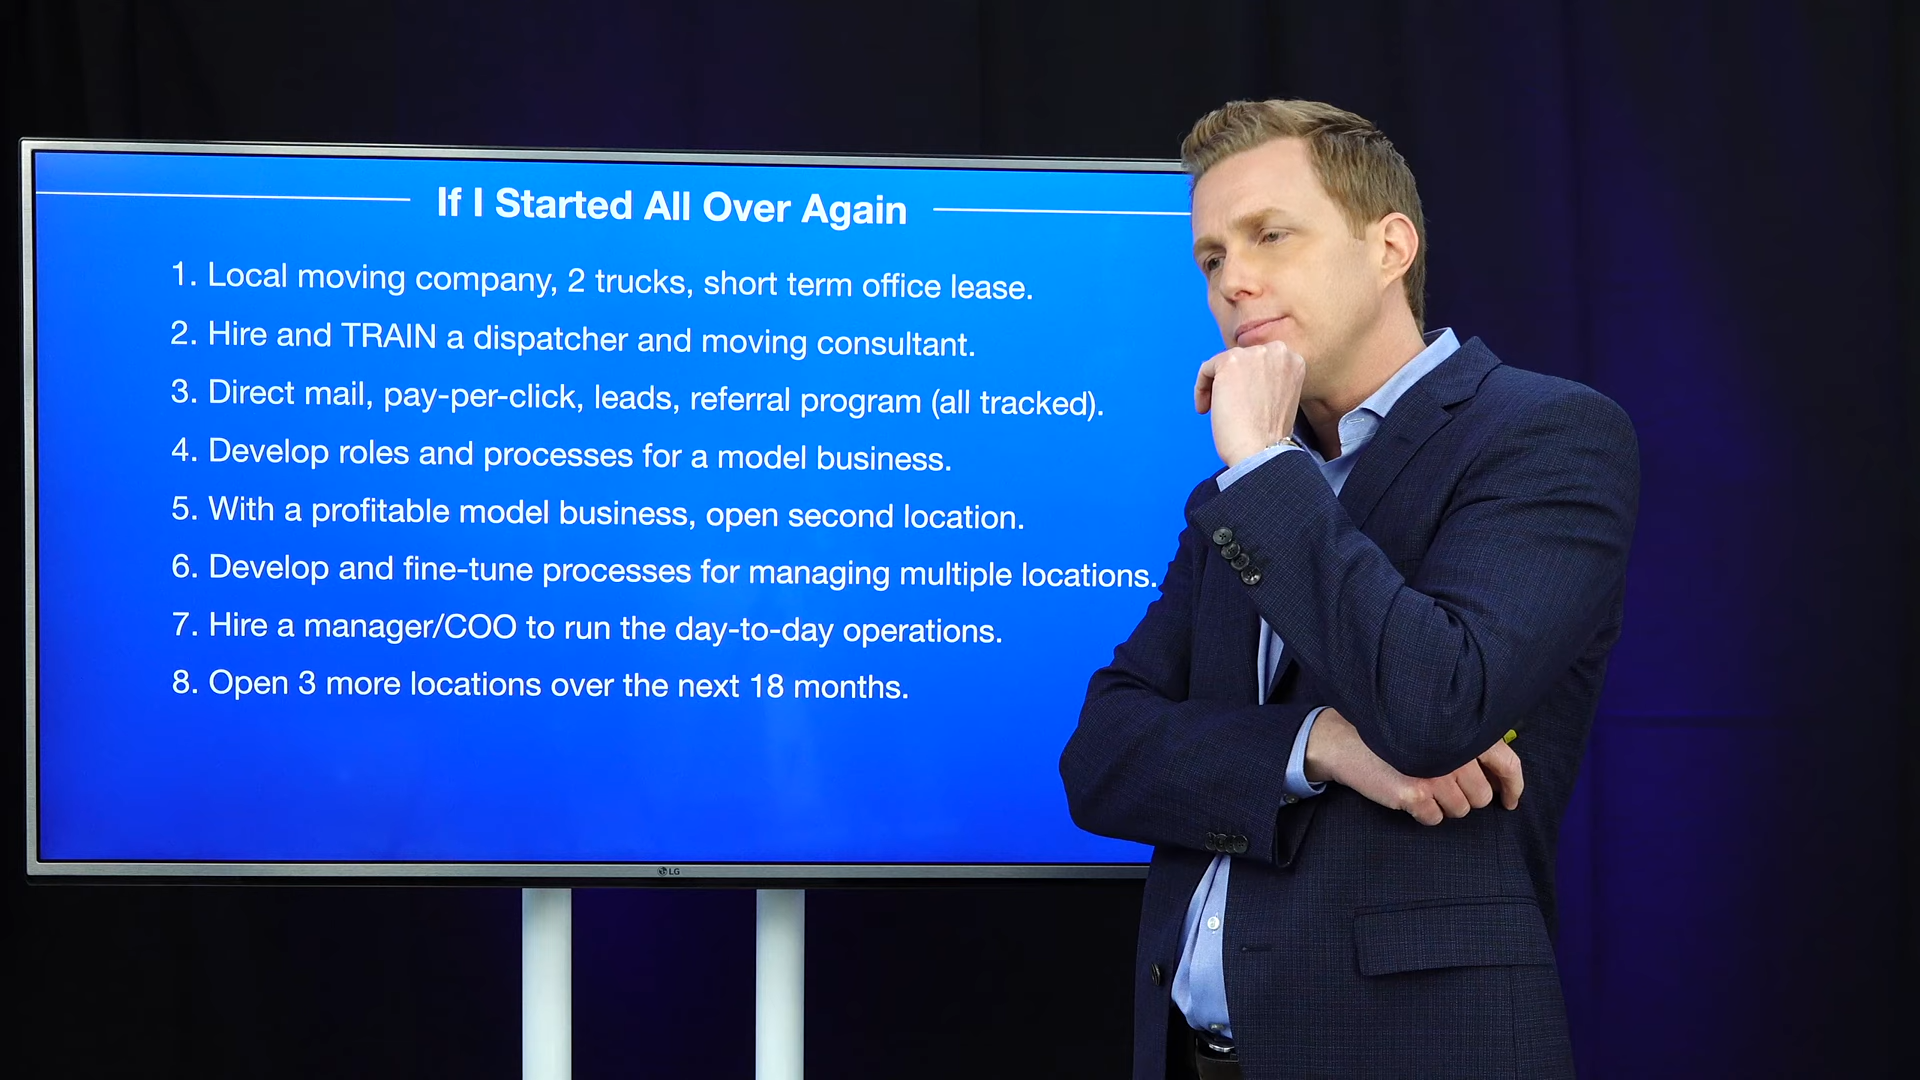 If I Started All Over Again
1. Local moving company, 2 trucks, short term office lease.
2. Hire and TRAIN a dispatcher and moving consultant.
3. Direct mail, pay-per-click, leads, referral program (all tracked).
4. Develop roles and processes for a model business.
5. With a profitable model business, open second location.
6. Develop and fine-tune processes for managing multiple locations.
7. Hire a manager/COO to run the day-to-day operations.
8. Open 3 more locations over the next 18 months.
LG